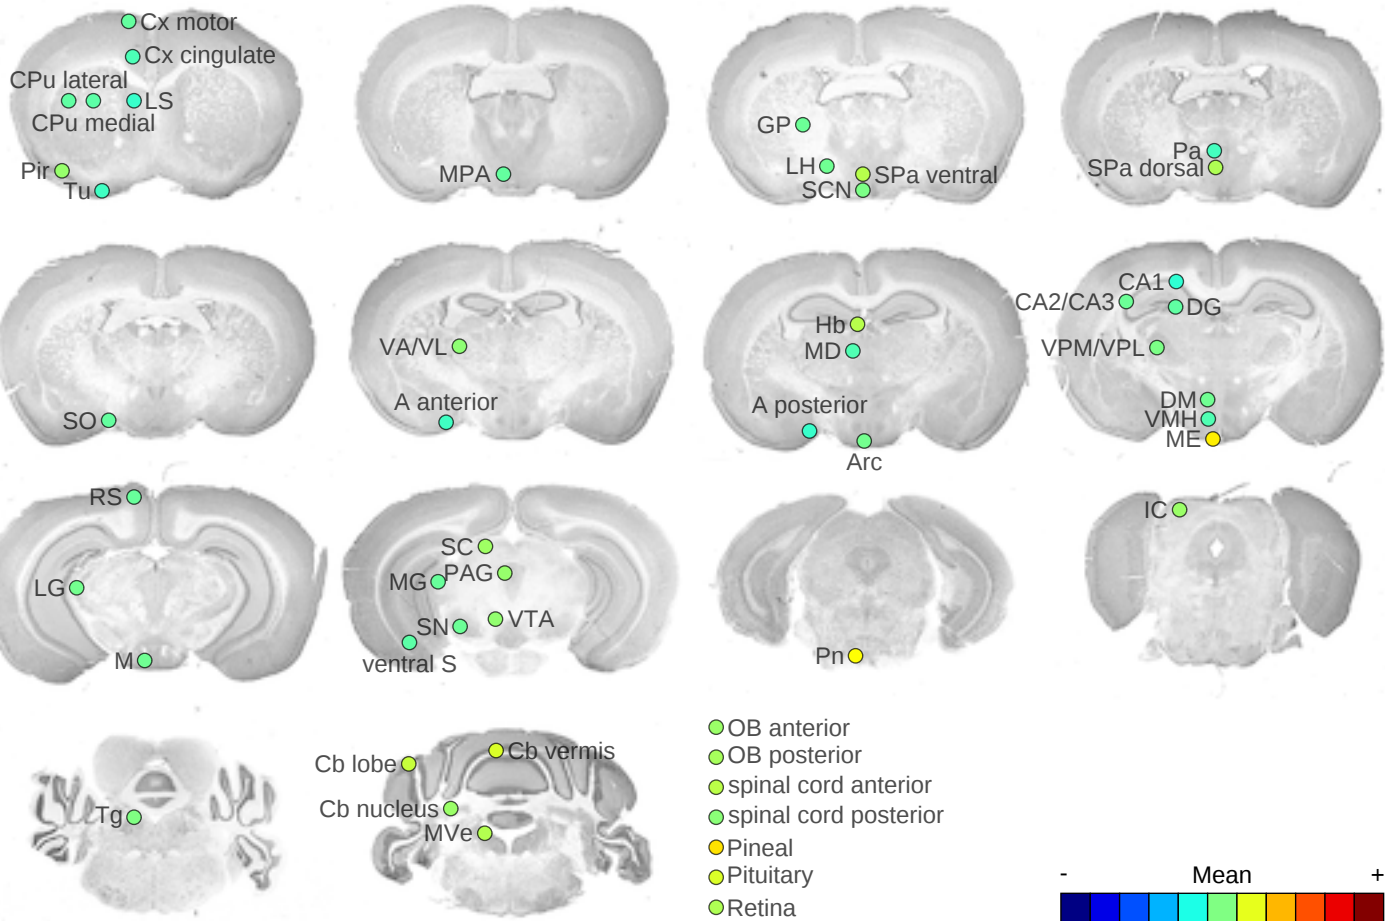 Cx motor
Cx cingulate
CPu lateral
LS
CPu medial
Pir
Tu
MPA
GP
LH
SPa ventral
SCN
Pa
SPa dorsal
SO
VA/VL
A anterior
Hb
MD
A posterior
Arc
CA1
CA2/CA3
DG
VPM/VPL
DM
VMH
ME
RS
LG
M
SC
PAG
MG
VTA
SN
ventral S
Pn
IC
Tg
Cb vermis
Cb lobe
Cb nucleus
MVe
OB anterior
OB posterior
spinal cord anterior
spinal cord posterior
Pineal
Pituitary
Retina
- Mean +